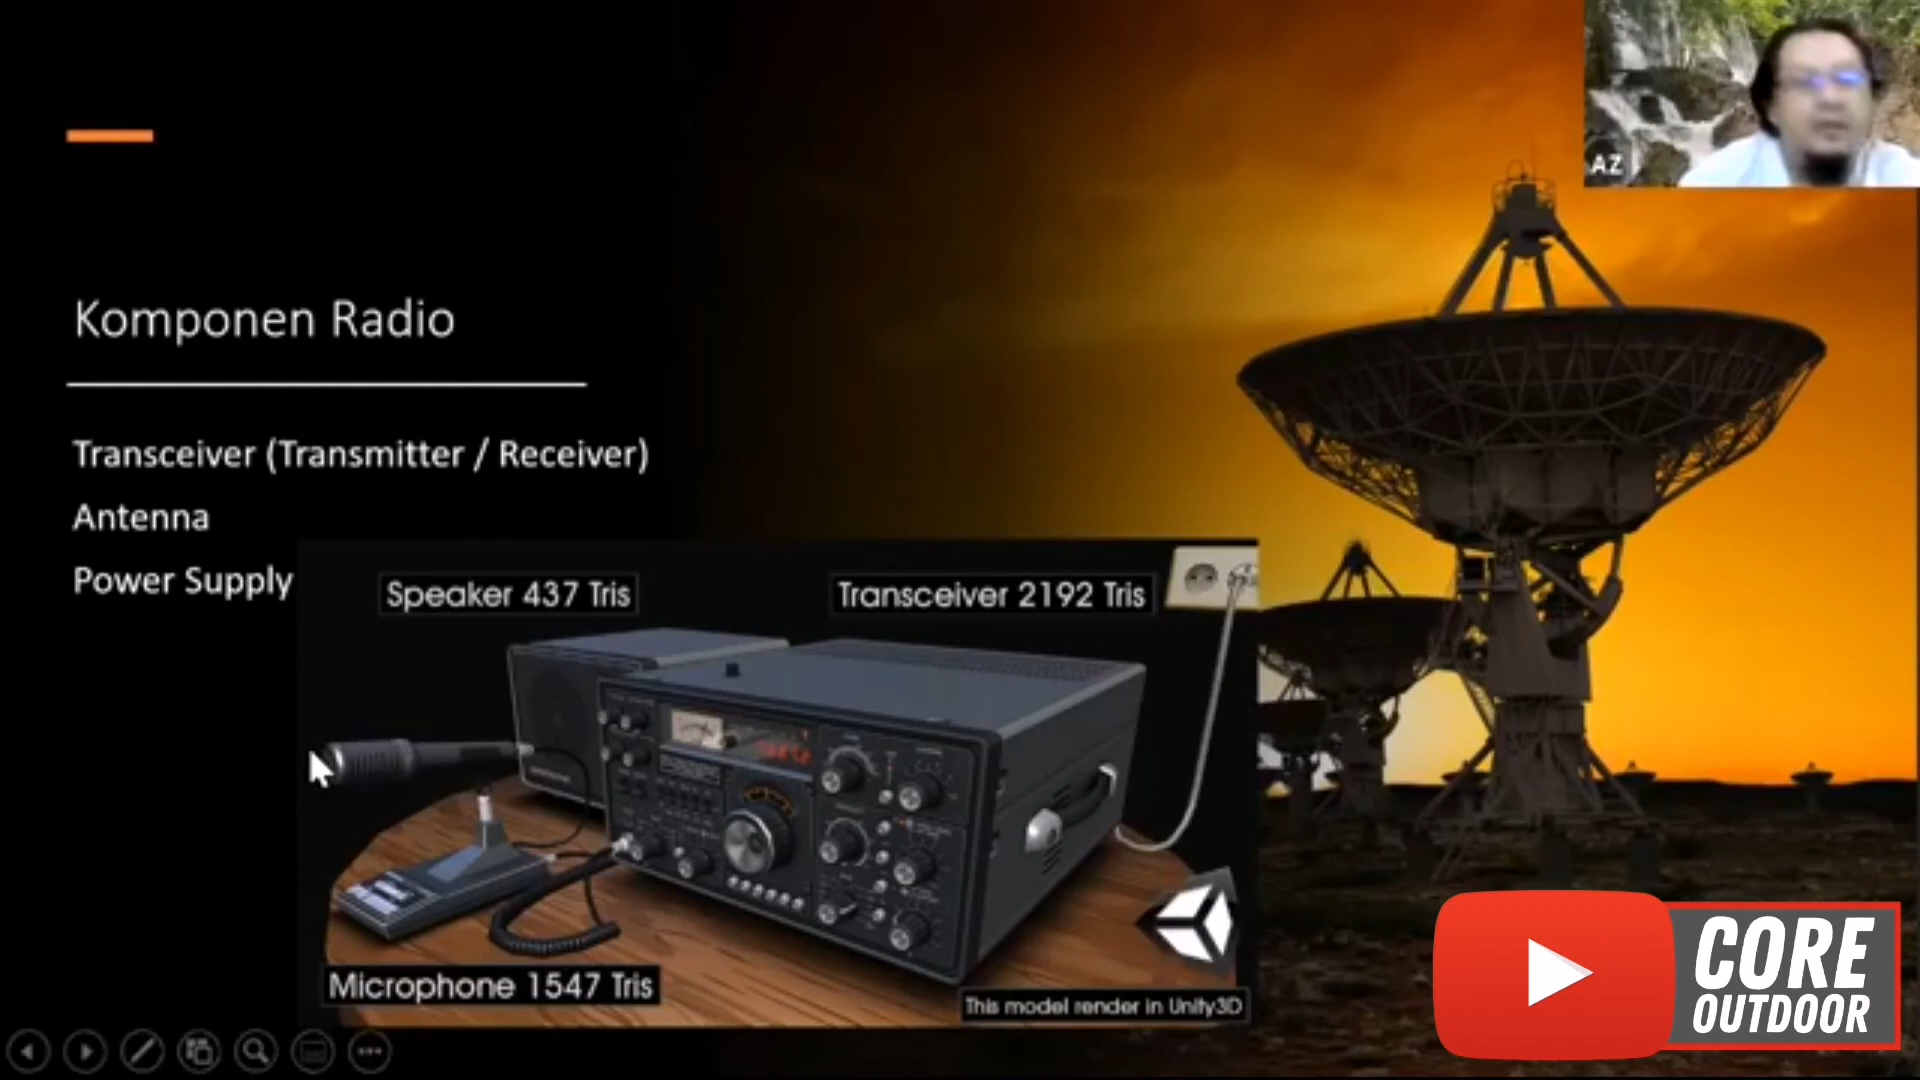 AZ
Komponen Radio
Transceiver (Transmitter / Receiver)
Antenna
Power Supply
Speaker 437 Tris
Transceiver 2192 Tris
Microphone 1547 Tris
This model render in Unity3D
CORE
OUTDOOR